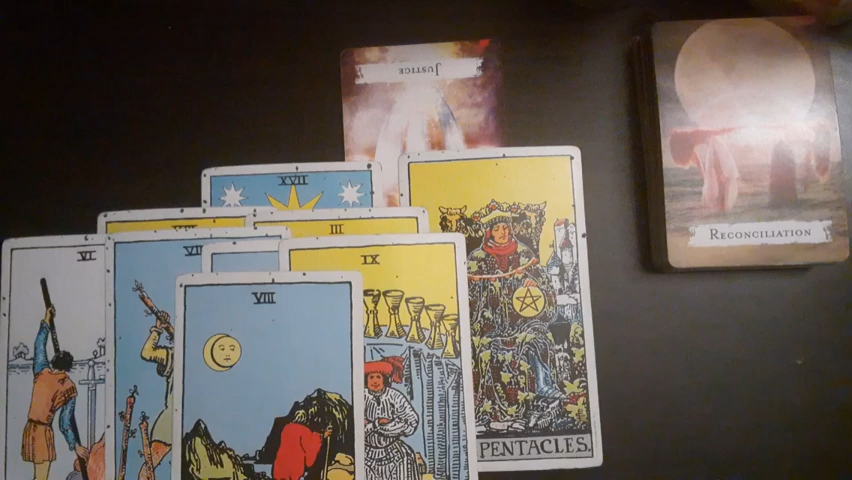 JUSTICE
XVII
III
VI
VII
IX
VIII
RECONCILIATION
PENTACLES.